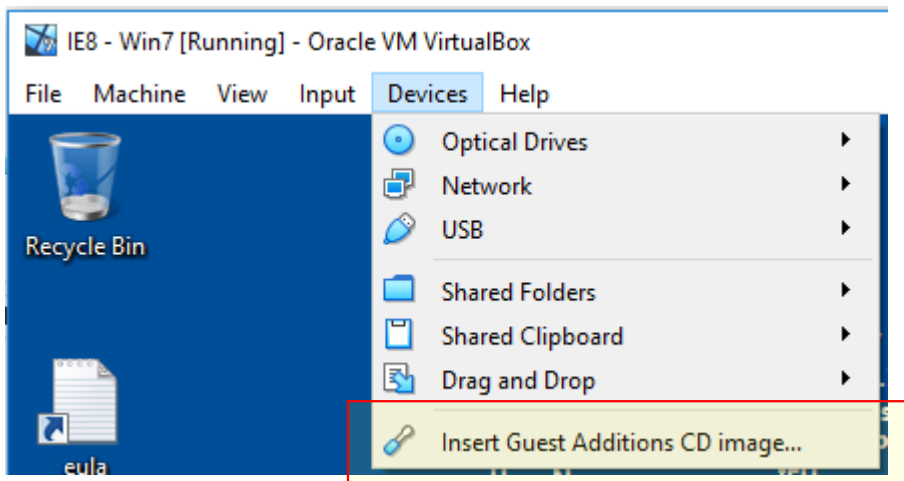 IE8 - Win7 [Running] - Oracle VM VirtualBox
File Machine View Input Devices Help
Optical Drives
Network
USB
Recycle Bin
Shared Folders
Shared Clipboard
Drag and Drop
Insert Guest Additions CD image...
eula